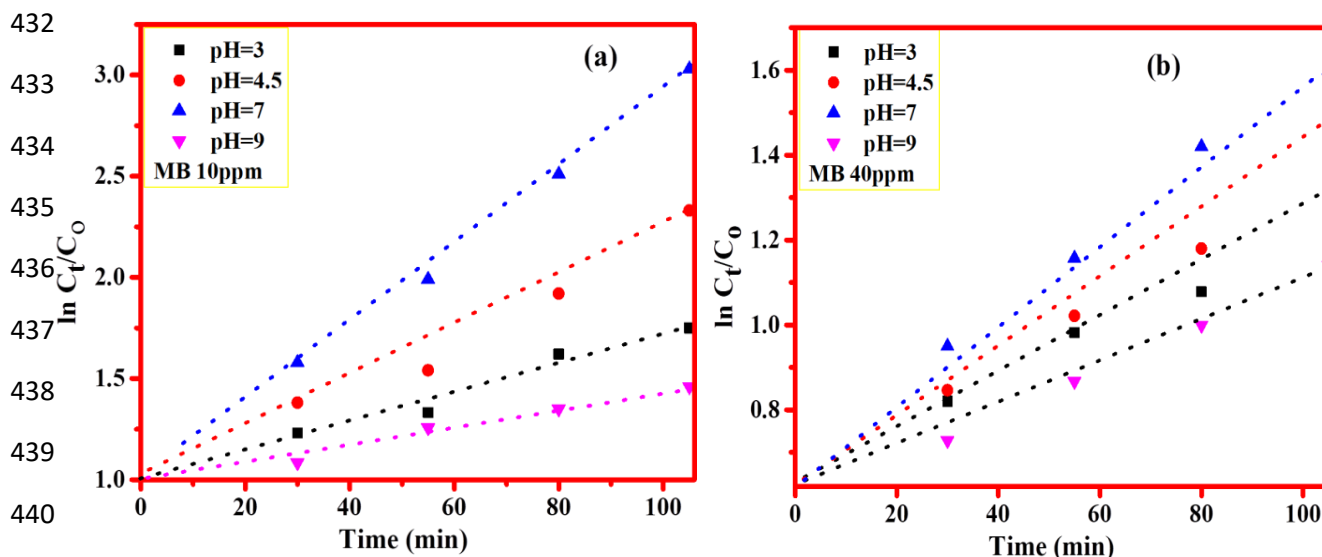 432
433
434
435
436
437
438
439
440
(a)
pH=3
pH=4.5
pH=7
pH=9
MB 10ppm
ln Ct/CO
3.0
2.5
2.0
1.5
1.0
0
20
40
60
80
100
Time (min)
(b)
pH=3
pH=4.5
pH=7
pH=9
MB 40ppm
ln Ct/Co
1.6
1.4
1.2
1.0
0.8
0
20
40
60
80
100
Time (min)